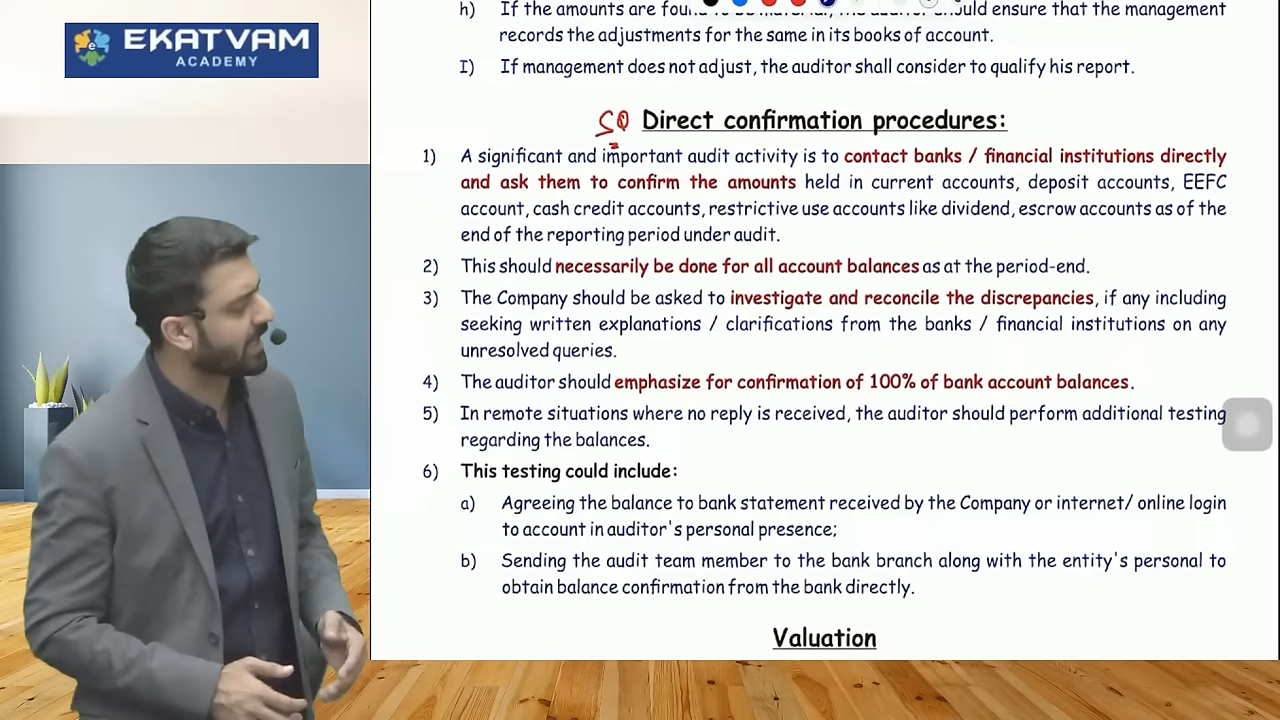 EKATVAM
ACADEMY
h) If the amounts are found to be material, the auditor should ensure that the management
records the adjustments for the same in its books of account.
I) If management does not adjust, the auditor shall consider to qualify his report.
SQ Direct confirmation procedures:
1) A significant and important audit activity is to contact banks / financial institutions directly
and ask them to confirm the amounts held in current accounts, deposit accounts, EEFC
account, cash credit accounts, restrictive use accounts like dividend, escrow accounts as of the
end of the reporting period under audit.
2) This should necessarily be done for all account balances as at the period-end.
3) The Company should be asked to investigate and reconcile the discrepancies, if any including
seeking written explanations / clarifications from the banks / financial institutions on any
unresolved queries.
4) The auditor should emphasize for confirmation of 100% of bank account balances.
5) In remote situations where no reply is received, the auditor should perform additional testing
regarding the balances.
6) This testing could include:
a) Agreeing the balance to bank statement received by the Company or internet/ online login
to account in auditor's personal presence;
b) Sending the audit team member to the bank branch along with the entity's personal to
obtain balance confirmation from the bank directly.
Valuation